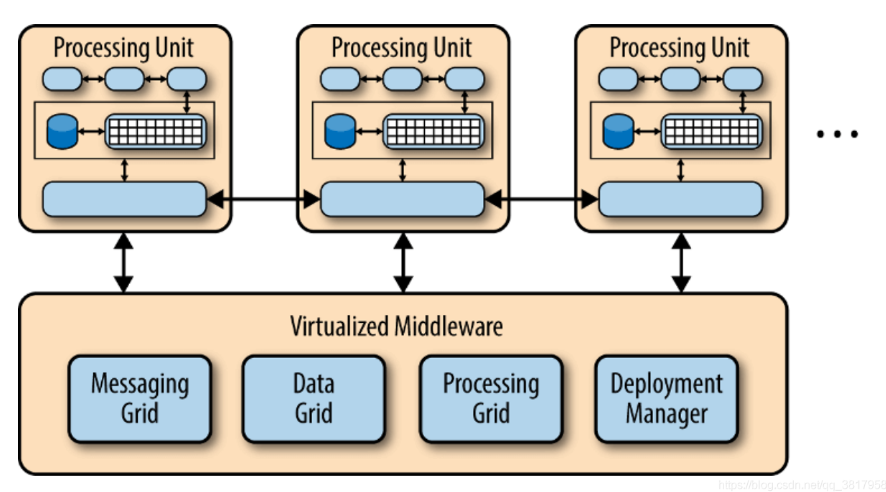 Processing Unit
Processing Unit
Processing Unit
...
Virtualized Middleware
Messaging
Grid
Data
Grid
Processing
Grid
Deployment
Manager
https://blog.csdn.net/qq_3817958